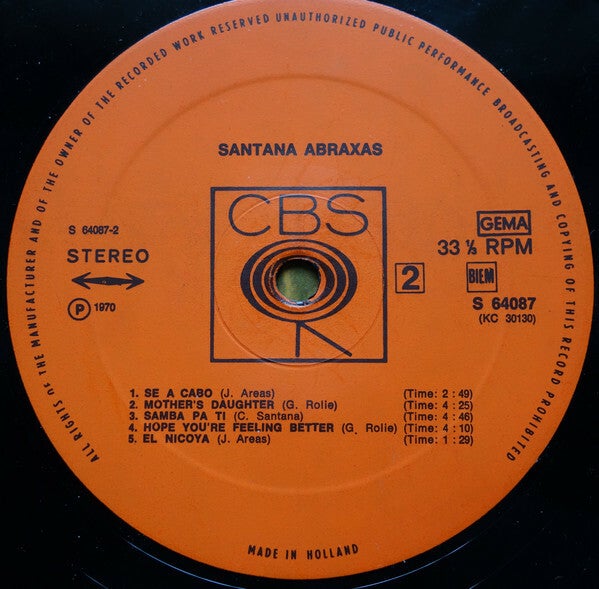 ALL RIGHTS OF THE MANUFACTURER AND OF THE OWNER OF THE RECORDED WORK RESERVED UNAUTHORIZED PUBLIC PERFORMANCE BROADCASTING AND COPYING OF THIS RECORD PROHIBITED
SANTANA ABRAXAS
CBS
S 64087-2
STEREO
℗ 1970
GEMA
33 ⅓ RPM
2
BIEM
S 64087
(KC 30130)
1. SE A CABO (J. Areas) (Time: 2 : 49)
2. MOTHER'S DAUGHTER (G. Rolie) (Time: 4 : 25)
3. SAMBA PA TI (C. Santana) (Time: 4 : 46)
4. HOPE YOU'RE FEELING BETTER (G. Rolie) (Time: 4 : 10)
5. EL NICOYA (J. Areas) (Time: 1 : 29)
MADE IN HOLLAND